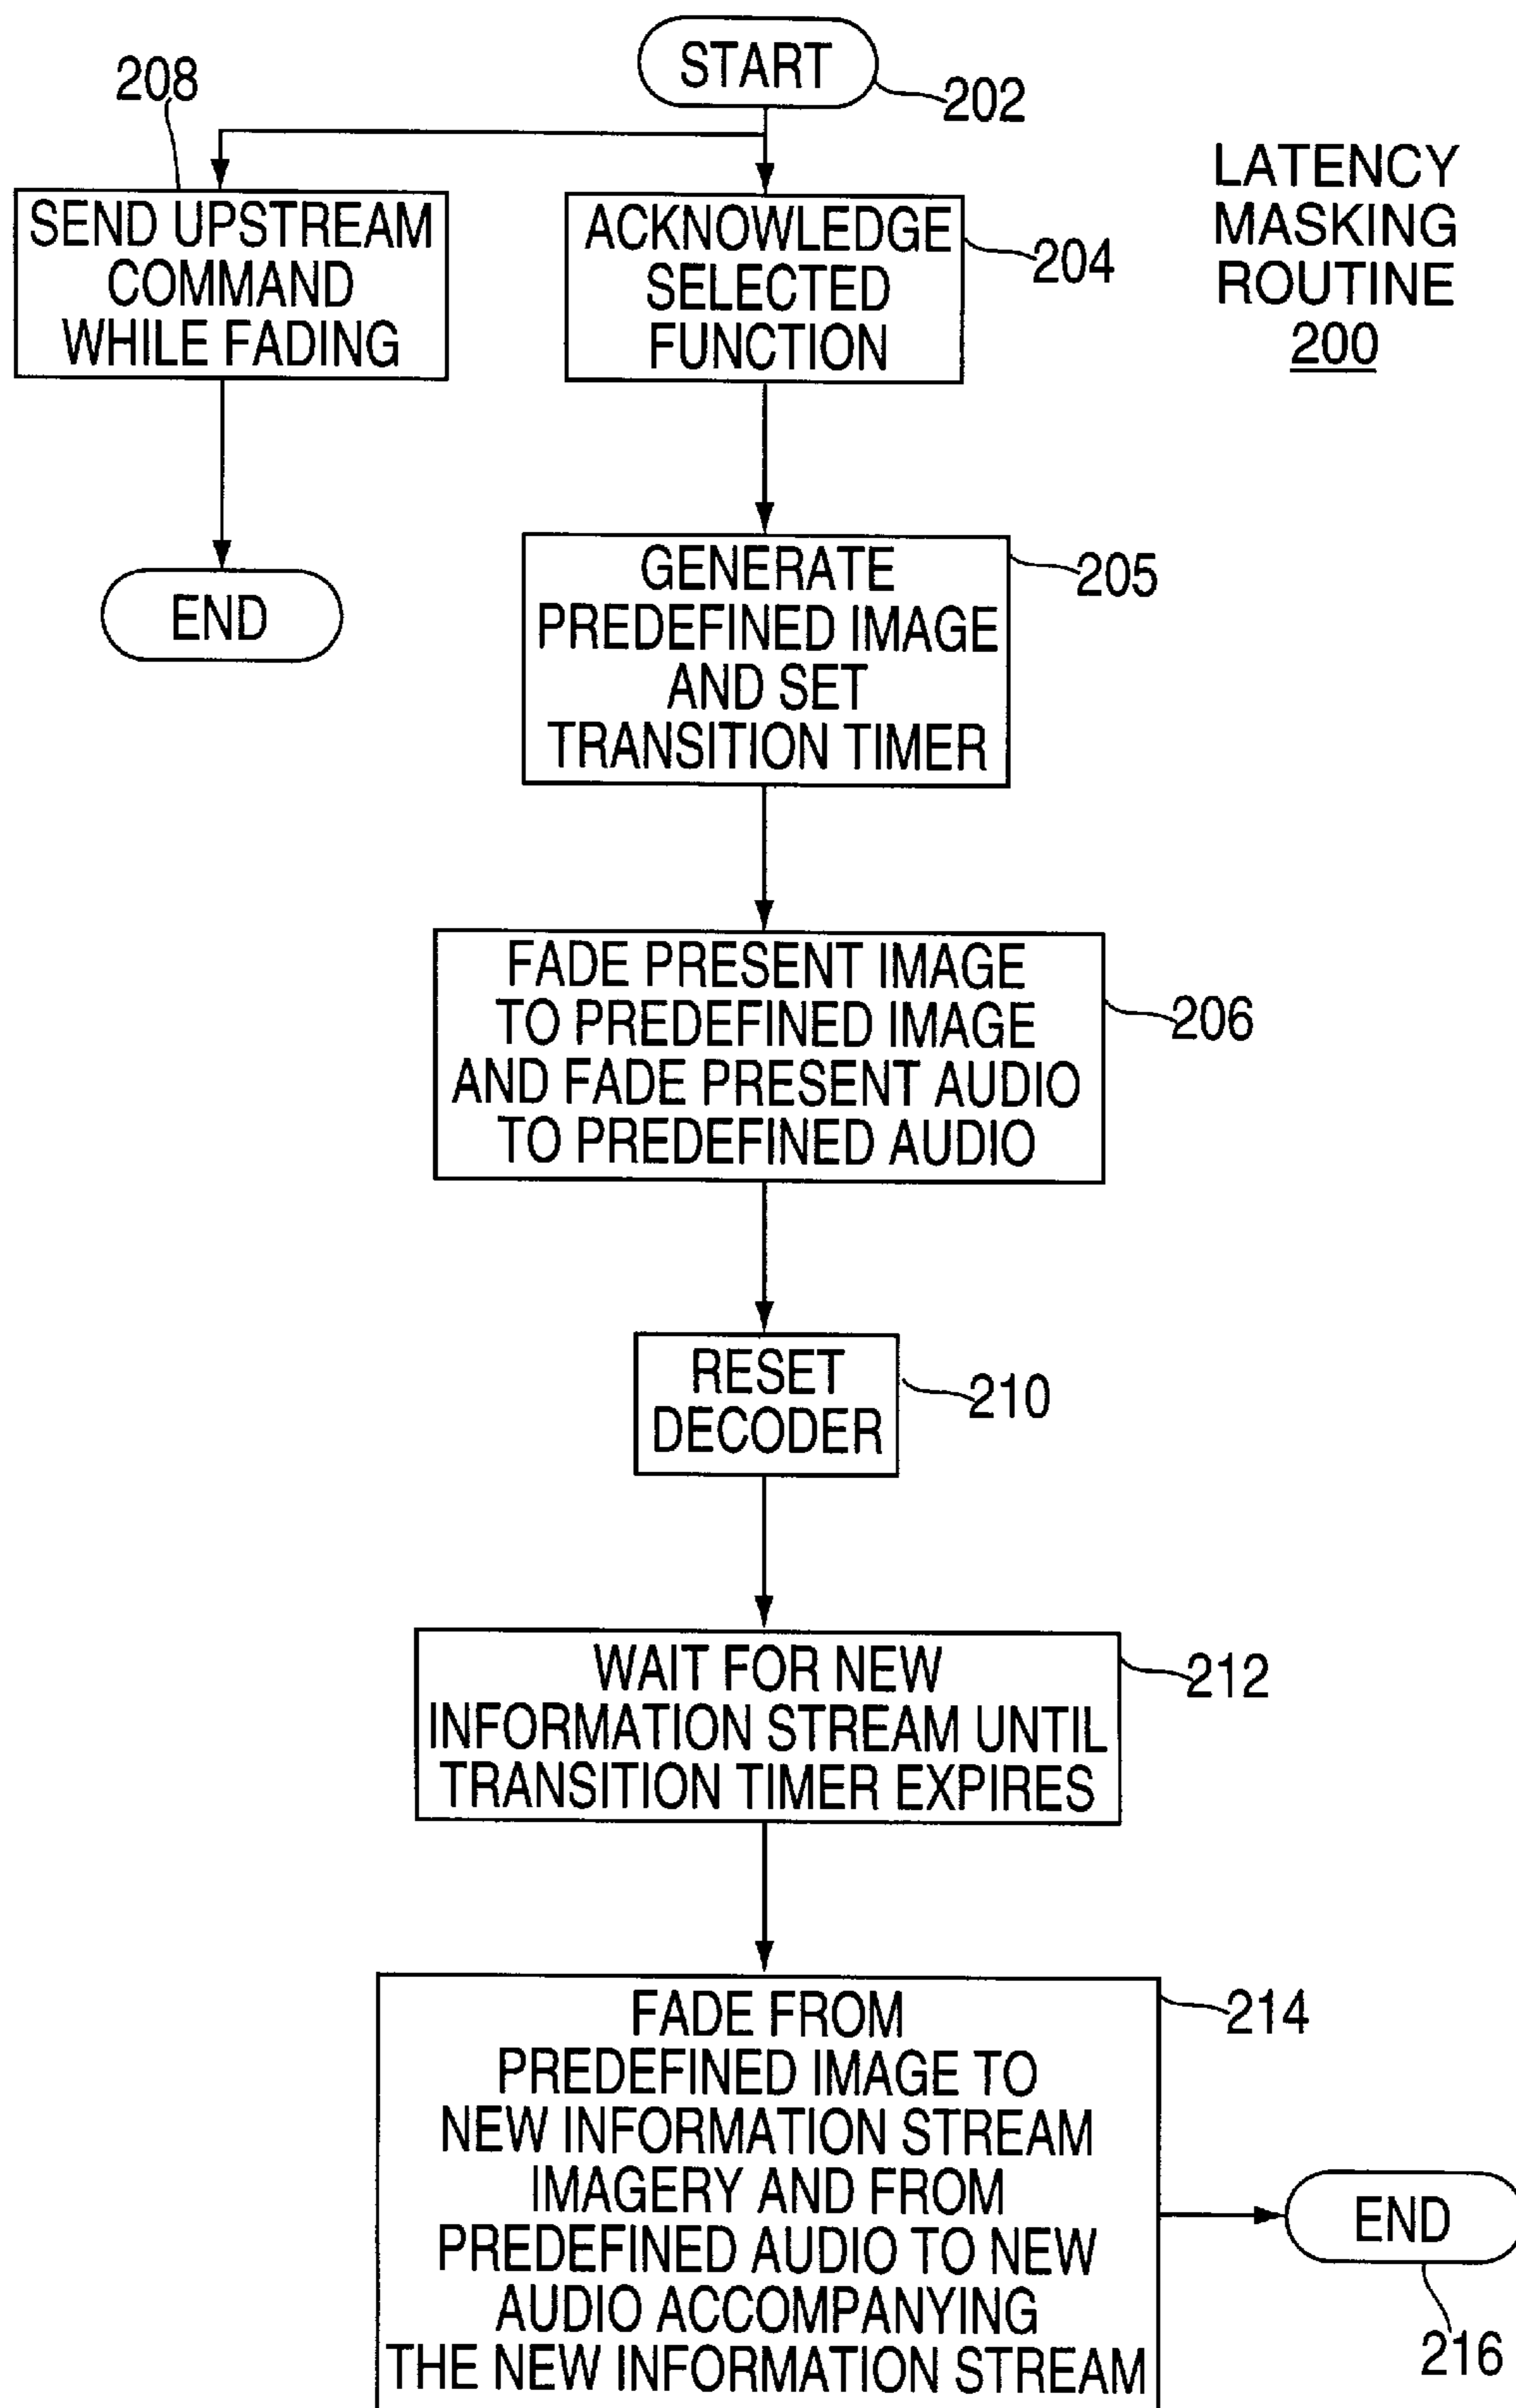 START
202
208
LATENCY
MASKING
ROUTINE
200
SEND UPSTREAM
COMMAND
WHILE FADING
ACKNOWLEDGE
SELECTED
FUNCTION
204
END
GENERATE
PREDEFINED IMAGE
AND SET
TRANSITION TIMER
205
FADE PRESENT IMAGE
TO PREDEFINED IMAGE
AND FADE PRESENT AUDIO
TO PREDEFINED AUDIO
206
RESET
DECODER
210
WAIT FOR NEW
INFORMATION STREAM UNTIL
TRANSITION TIMER EXPIRES
212
FADE FROM
PREDEFINED IMAGE TO
NEW INFORMATION STREAM
IMAGERY AND FROM
PREDEFINED AUDIO TO NEW
AUDIO ACCOMPANYING
THE NEW INFORMATION STREAM
214
END
216